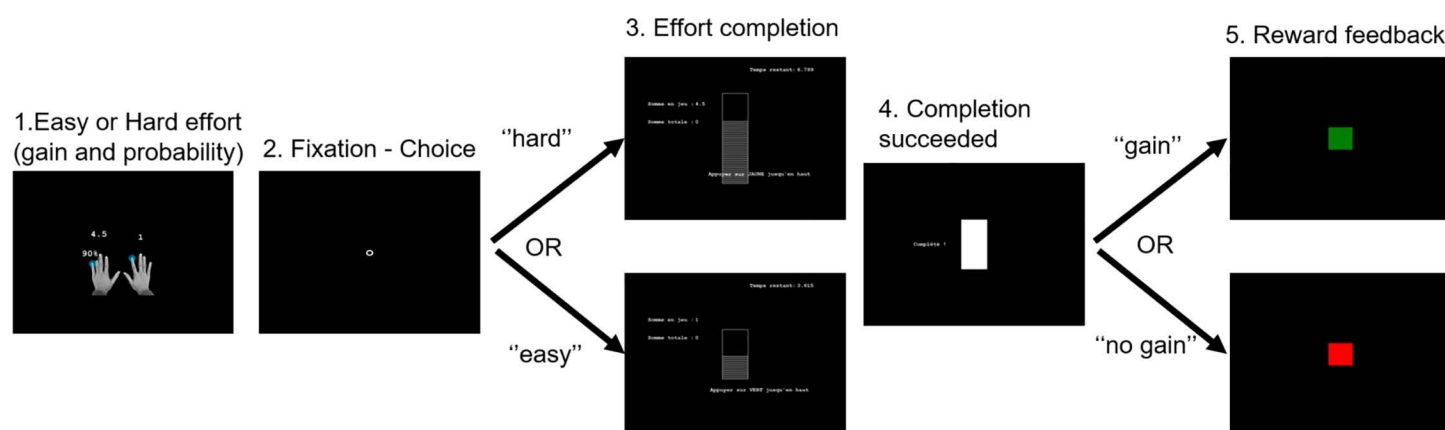 1.Easy or Hard effort
(gain and probability)
4.5
1
90%
2. Fixation - Choice
‘‘hard’’
OR
‘‘easy’’
3. Effort completion
Temps restant: 6.799
Somme en jeu : 4.5
Somme totale : 0
Appuyer sur JAUNE jusqu'en haut
Temps restant: 3.815
Somme en jeu : 1
Somme totale : 0
Appuyer sur VERT jusqu'en haut
4. Completion
succeeded
Complété !
‘‘gain’’
OR
‘‘no gain’’
5. Reward feedback